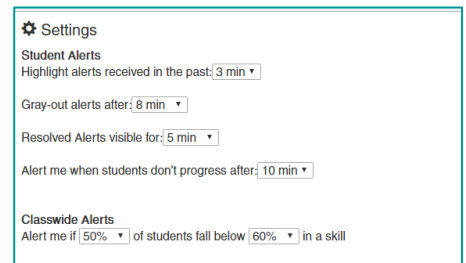 Settings
Student Alerts
Highlight alerts received in the past: 3 min
Gray-out alerts after: 8 min
Resolved Alerts visible for: 5 min
Alert me when students don't progress after: 10 min
Classwide Alerts
Alert me if 50% of students fall below 60% in a skill